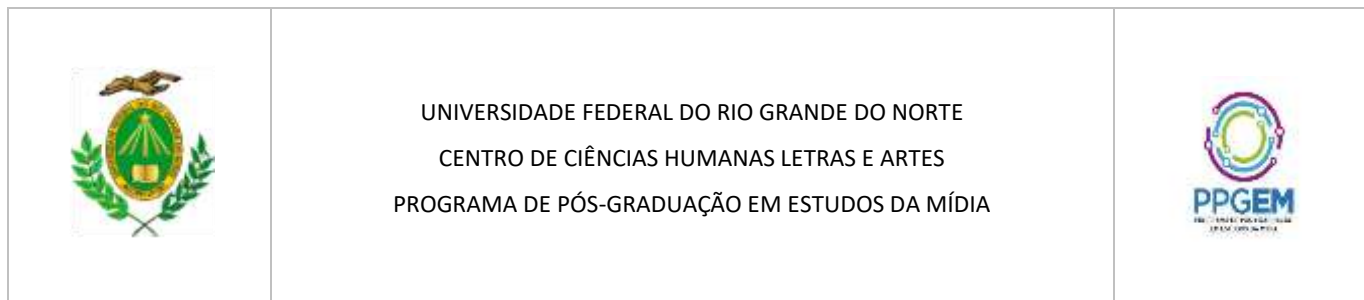 UNIVERSIDADE FEDERAL DO RIO GRANDE DO NORTE
CENTRO DE CIÊNCIAS HUMANAS LETRAS E ARTES
PROGRAMA DE PÓS-GRADUAÇÃO EM ESTUDOS DA MÍDIA
PPGEM